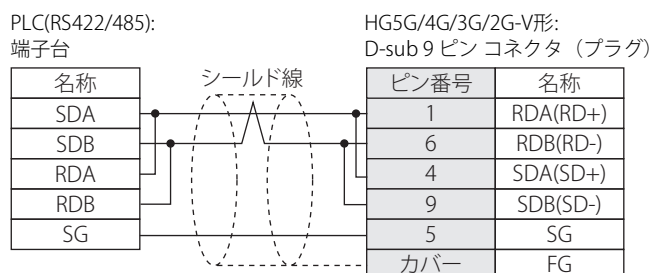 PLC(RS422/485):
端子台
HG5G/4G/3G/2G-V形:
D-sub 9 ピン コネクタ（プラグ）
シールド線
名称
SDA
SDB
RDA
RDB
SG
ピン番号 名称
1 RDA(RD+)
6 RDB(RD-)
4 SDA(SD+)
9 SDB(SD-)
5 SG
カバー FG